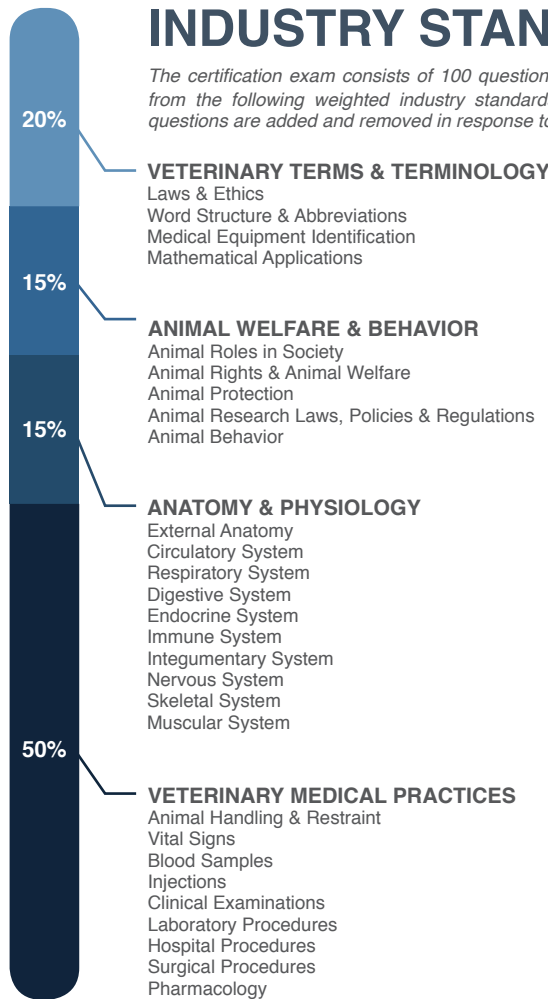 INDUSTRY STAN
The certification exam consists of 100 question
from the following weighted industry standard
questions are added and removed in response to
20%
VETERINARY TERMS & TERMINOLOGY
Laws & Ethics
Word Structure & Abbreviations
Medical Equipment Identification
Mathematical Applications
15%
ANIMAL WELFARE & BEHAVIOR
Animal Roles in Society
Animal Rights & Animal Welfare
Animal Protection
Animal Research Laws, Policies & Regulations
Animal Behavior
15%
ANATOMY & PHYSIOLOGY
External Anatomy
Circulatory System
Respiratory System
Digestive System
Endocrine System
Immune System
Integumentary System
Nervous System
Skeletal System
Muscular System
50%
VETERINARY MEDICAL PRACTICES
Animal Handling & Restraint
Vital Signs
Blood Samples
Injections
Clinical Examinations
Laboratory Procedures
Hospital Procedures
Surgical Procedures
Pharmacology